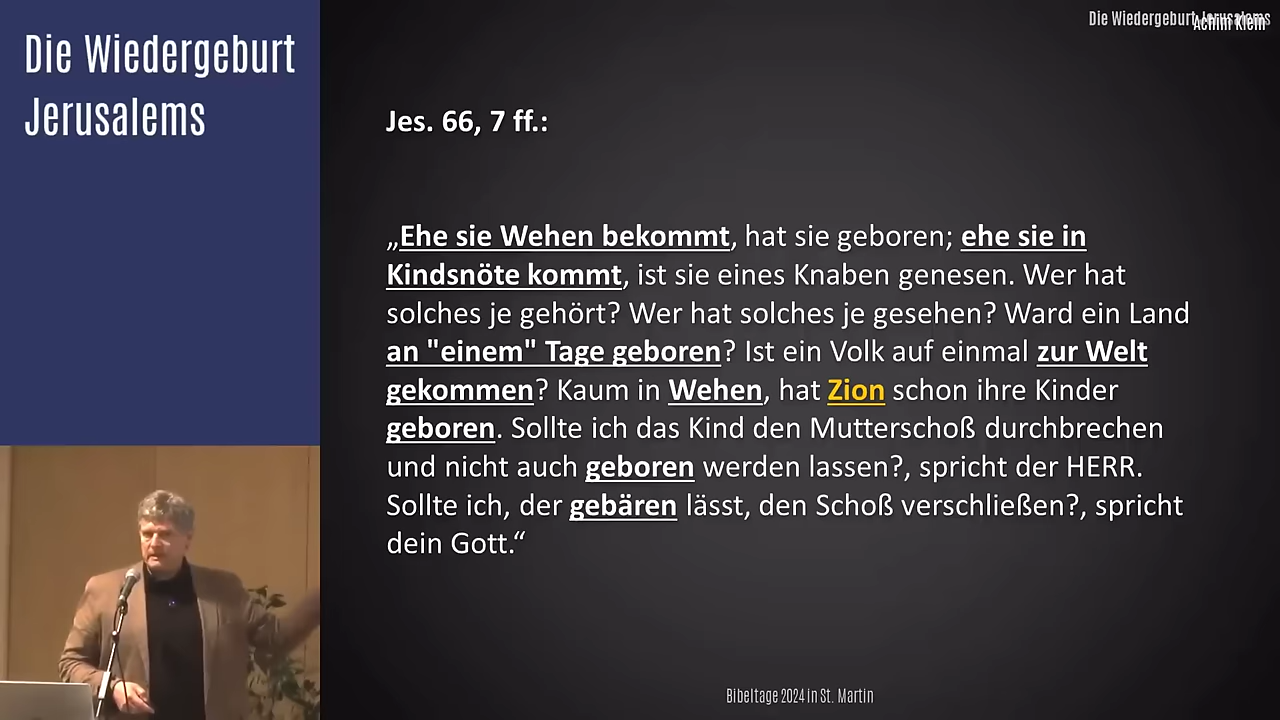 Die Wiedergeburt
Jerusalems
Die Wiedergeburt Jerusalems
Achim Klein
Jes. 66, 7 ff.:
„Ehe sie Wehen bekommt, hat sie geboren; ehe sie in
Kindsnöte kommt, ist sie eines Knaben genesen. Wer hat
solches je gehört? Wer hat solches je gesehen? Ward ein Land
an "einem" Tage geboren? Ist ein Volk auf einmal zur Welt
gekommen? Kaum in Wehen, hat Zion schon ihre Kinder
geboren. Sollte ich das Kind den Mutterschoß durchbrechen
und nicht auch geboren werden lassen?, spricht der HERR.
Sollte ich, der gebären lässt, den Schoß verschließen?, spricht
dein Gott.“
Bibeltage 2024 in St. Martin